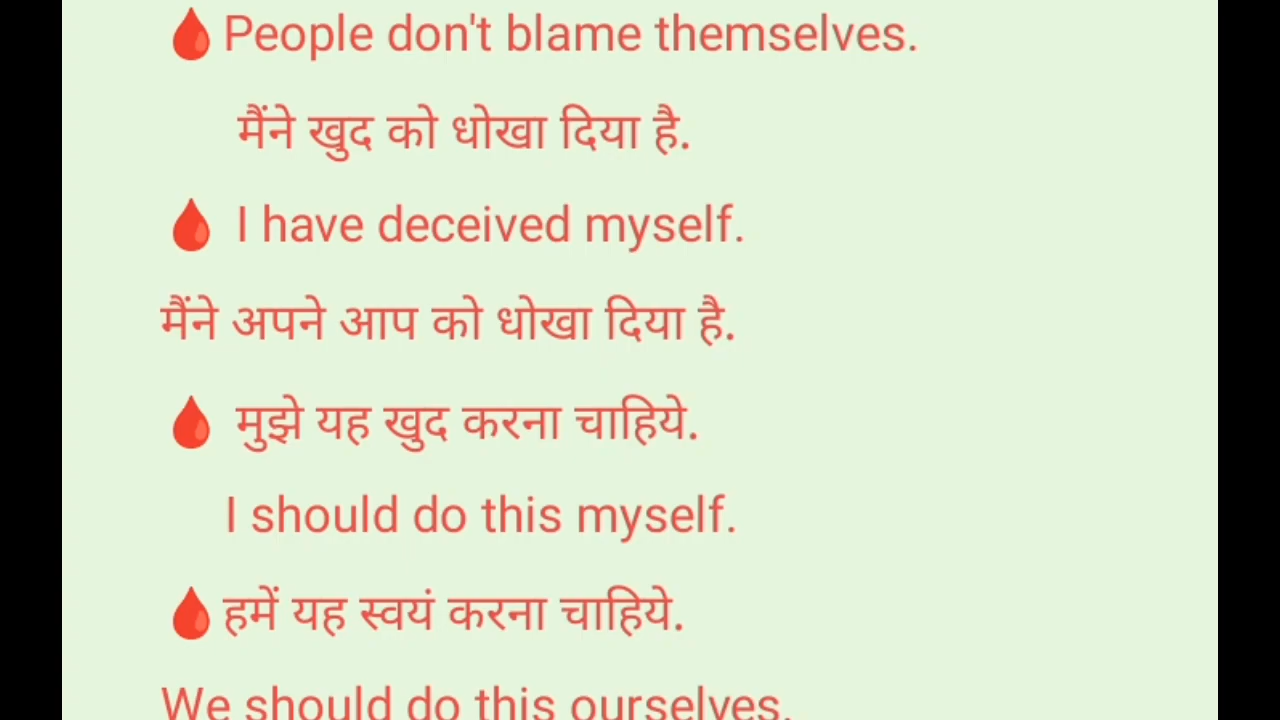 🩸People don't blame themselves.
मैंने खुद को धोखा दिया है.
🩸 I have deceived myself.
मैंने अपने आप को धोखा दिया है.
🩸 मुझे यह खुद करना चाहिये.
I should do this myself.
🩸हमें यह स्वयं करना चाहिये.
We should do this ourselves.